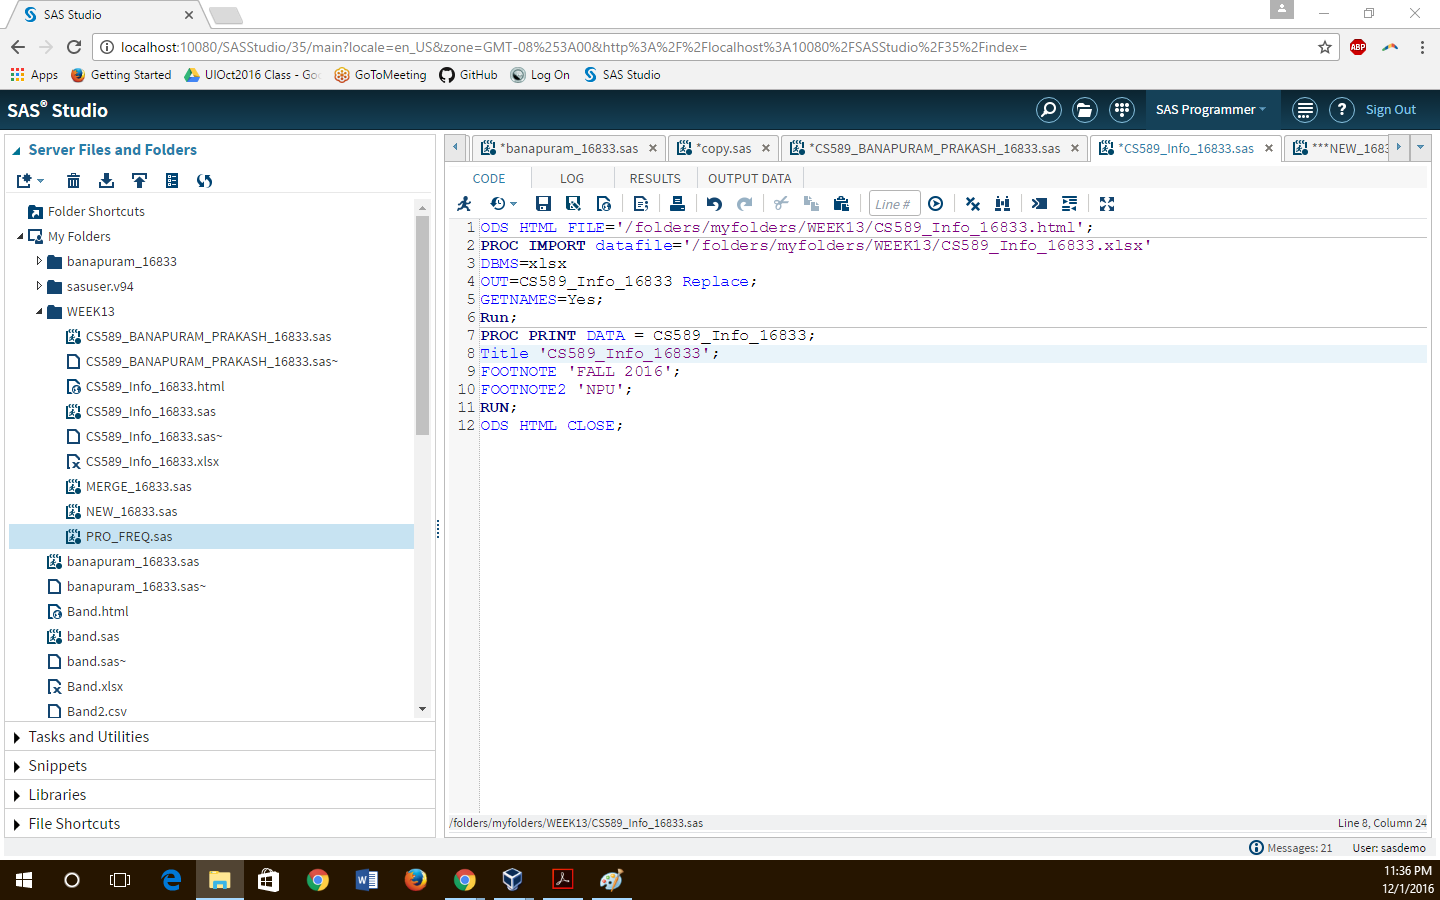 SAS Studio
localhost:10080/SASStudio/35/main?locale=en_US&zone=GMT-08%253A00&http%3A%2F%2Flocalhost%3A10080%2FSASStudio%2F35%2Findex=
ABP
Apps Getting Started UIOct2016 Class - Go GoToMeeting GitHub Log On SAS Studio
SAS® Studio
SAS Programmer
? Sign Out
Server Files and Folders
Folder Shortcuts
My Folders
banapuram_16833
sasuser.v94
WEEK13
CS589_BANAPURAM_PRAKASH_16833.sas
CS589_BANAPURAM_PRAKASH_16833.sas~
CS589_Info_16833.html
CS589_Info_16833.sas
CS589_Info_16833.sas~
CS589_Info_16833.xlsx
MERGE_16833.sas
NEW_16833.sas
PRO_FREQ.sas
banapuram_16833.sas
banapuram_16833.sas~
Band.html
band.sas
band.sas~
Band.xlsx
Band2.csv
Tasks and Utilities
Snippets
Libraries
File Shortcuts
*banapuram_16833.sas *copy.sas *CS589_BANAPURAM_PRAKASH_16833.sas *CS589_Info_16833.sas ***NEW_1683
CODE LOG RESULTS OUTPUT DATA
Line #
1 ODS HTML FILE='/folders/myfolders/WEEK13/CS589_Info_16833.html';
2 PROC IMPORT datafile='/folders/myfolders/WEEK13/CS589_Info_16833.xlsx'
3 DBMS=xlsx
4 OUT=CS589_Info_16833 Replace;
5 GETNAMES=Yes;
6 Run;
7 PROC PRINT DATA = CS589_Info_16833;
8 Title 'CS589_Info_16833';
9 FOOTNOTE 'FALL 2016';
10 FOOTNOTE2 'NPU';
11 RUN;
12 ODS HTML CLOSE;
/folders/myfolders/WEEK13/CS589_Info_16833.sas
Line 8, Column 24
Messages: 21 User: sasdemo
11:36 PM
12/1/2016